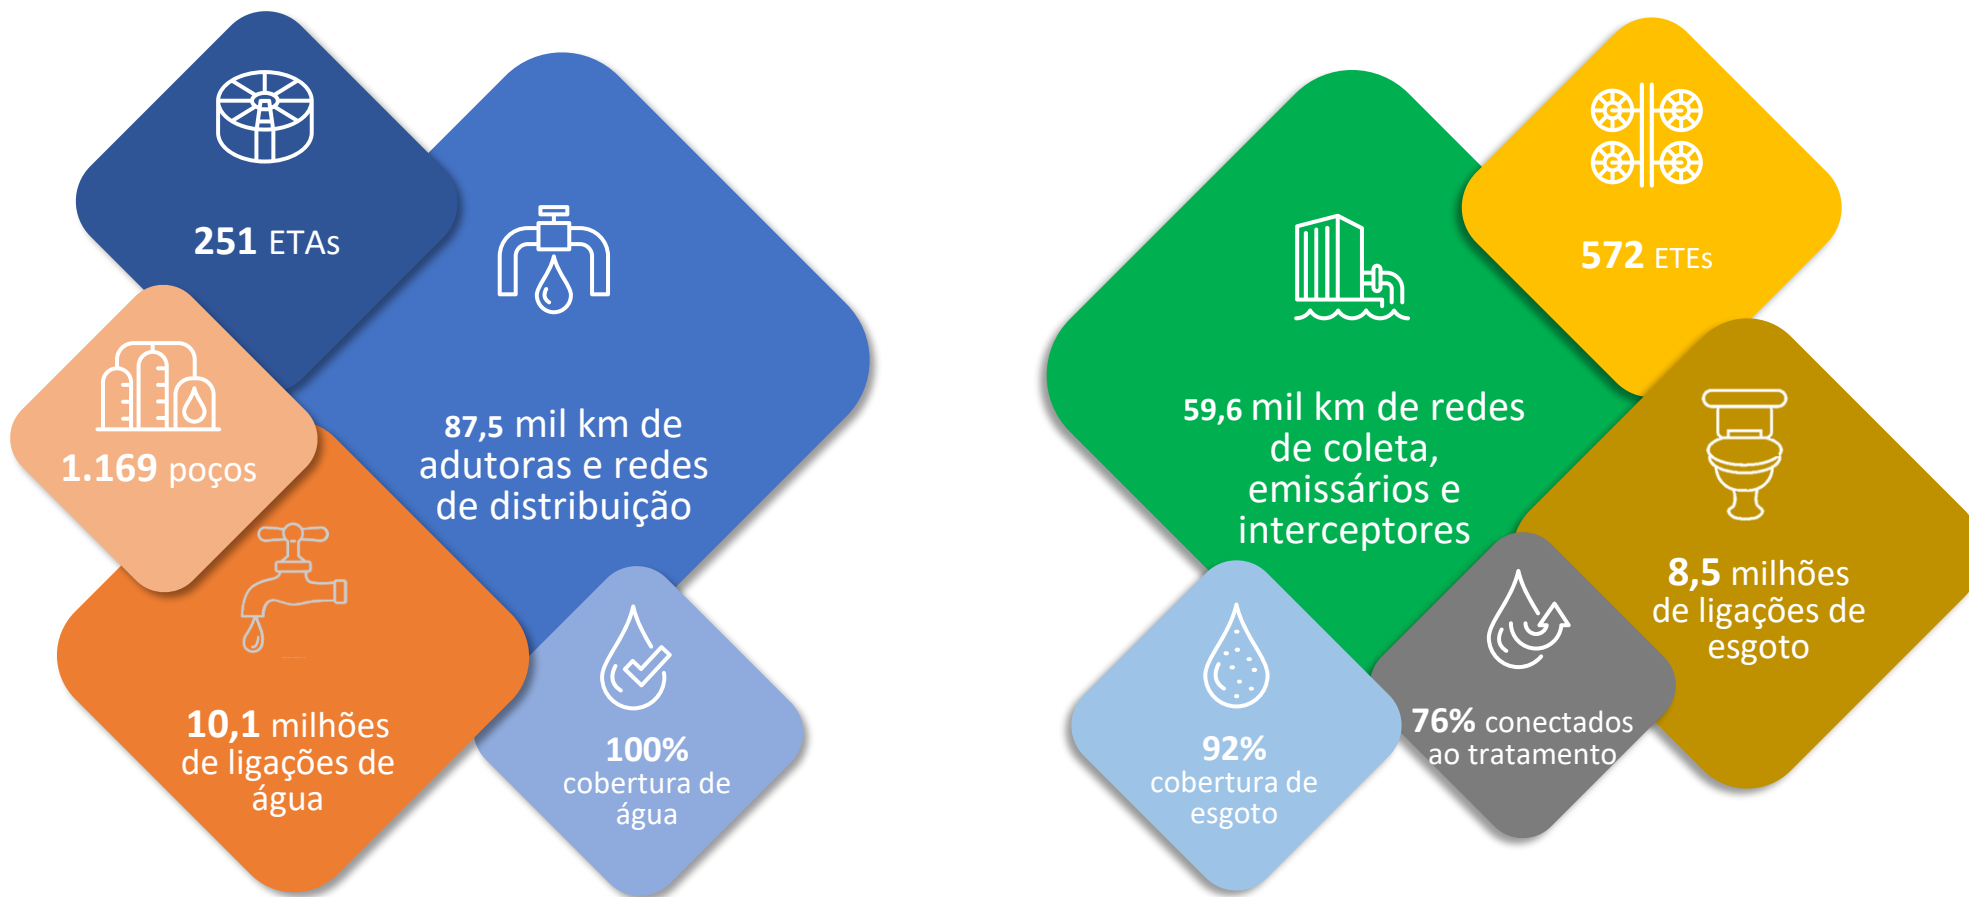 251 ETAs
87,5 mil km de
adutoras e redes
de distribuição
1.169 poços
10,1 milhões
de ligações de
água
100%
cobertura de
água
572 ETEs
59,6 mil km de redes
de coleta,
emissários e
interceptores
8,5 milhões
de ligações de
esgoto
76% conectados
ao tratamento
92%
cobertura de
esgoto